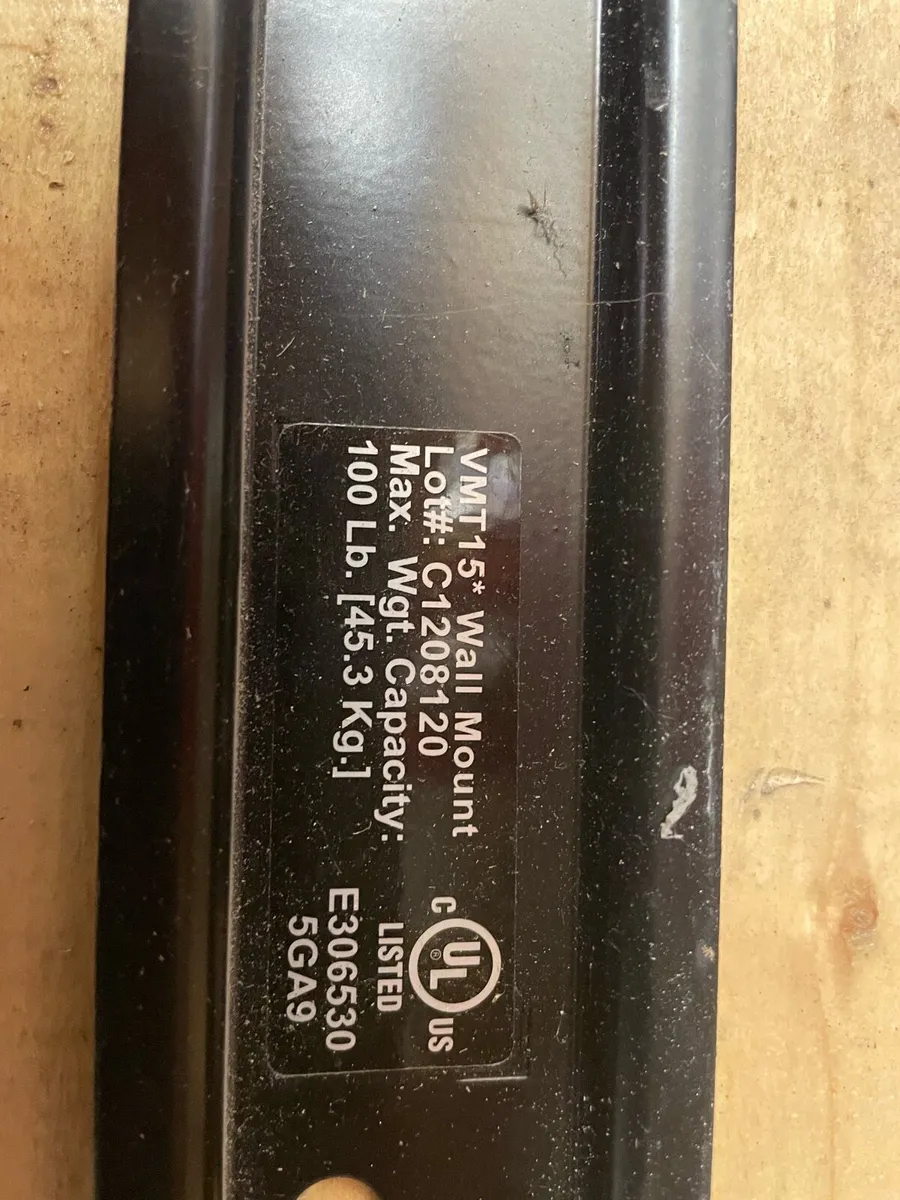 VMT15* Wall Mount
Lot#: C1208120
Max. Wgt. Capacity:
100 Lb. [45.3 Kg.]
C UL® US
LISTED
E306530
5GA9